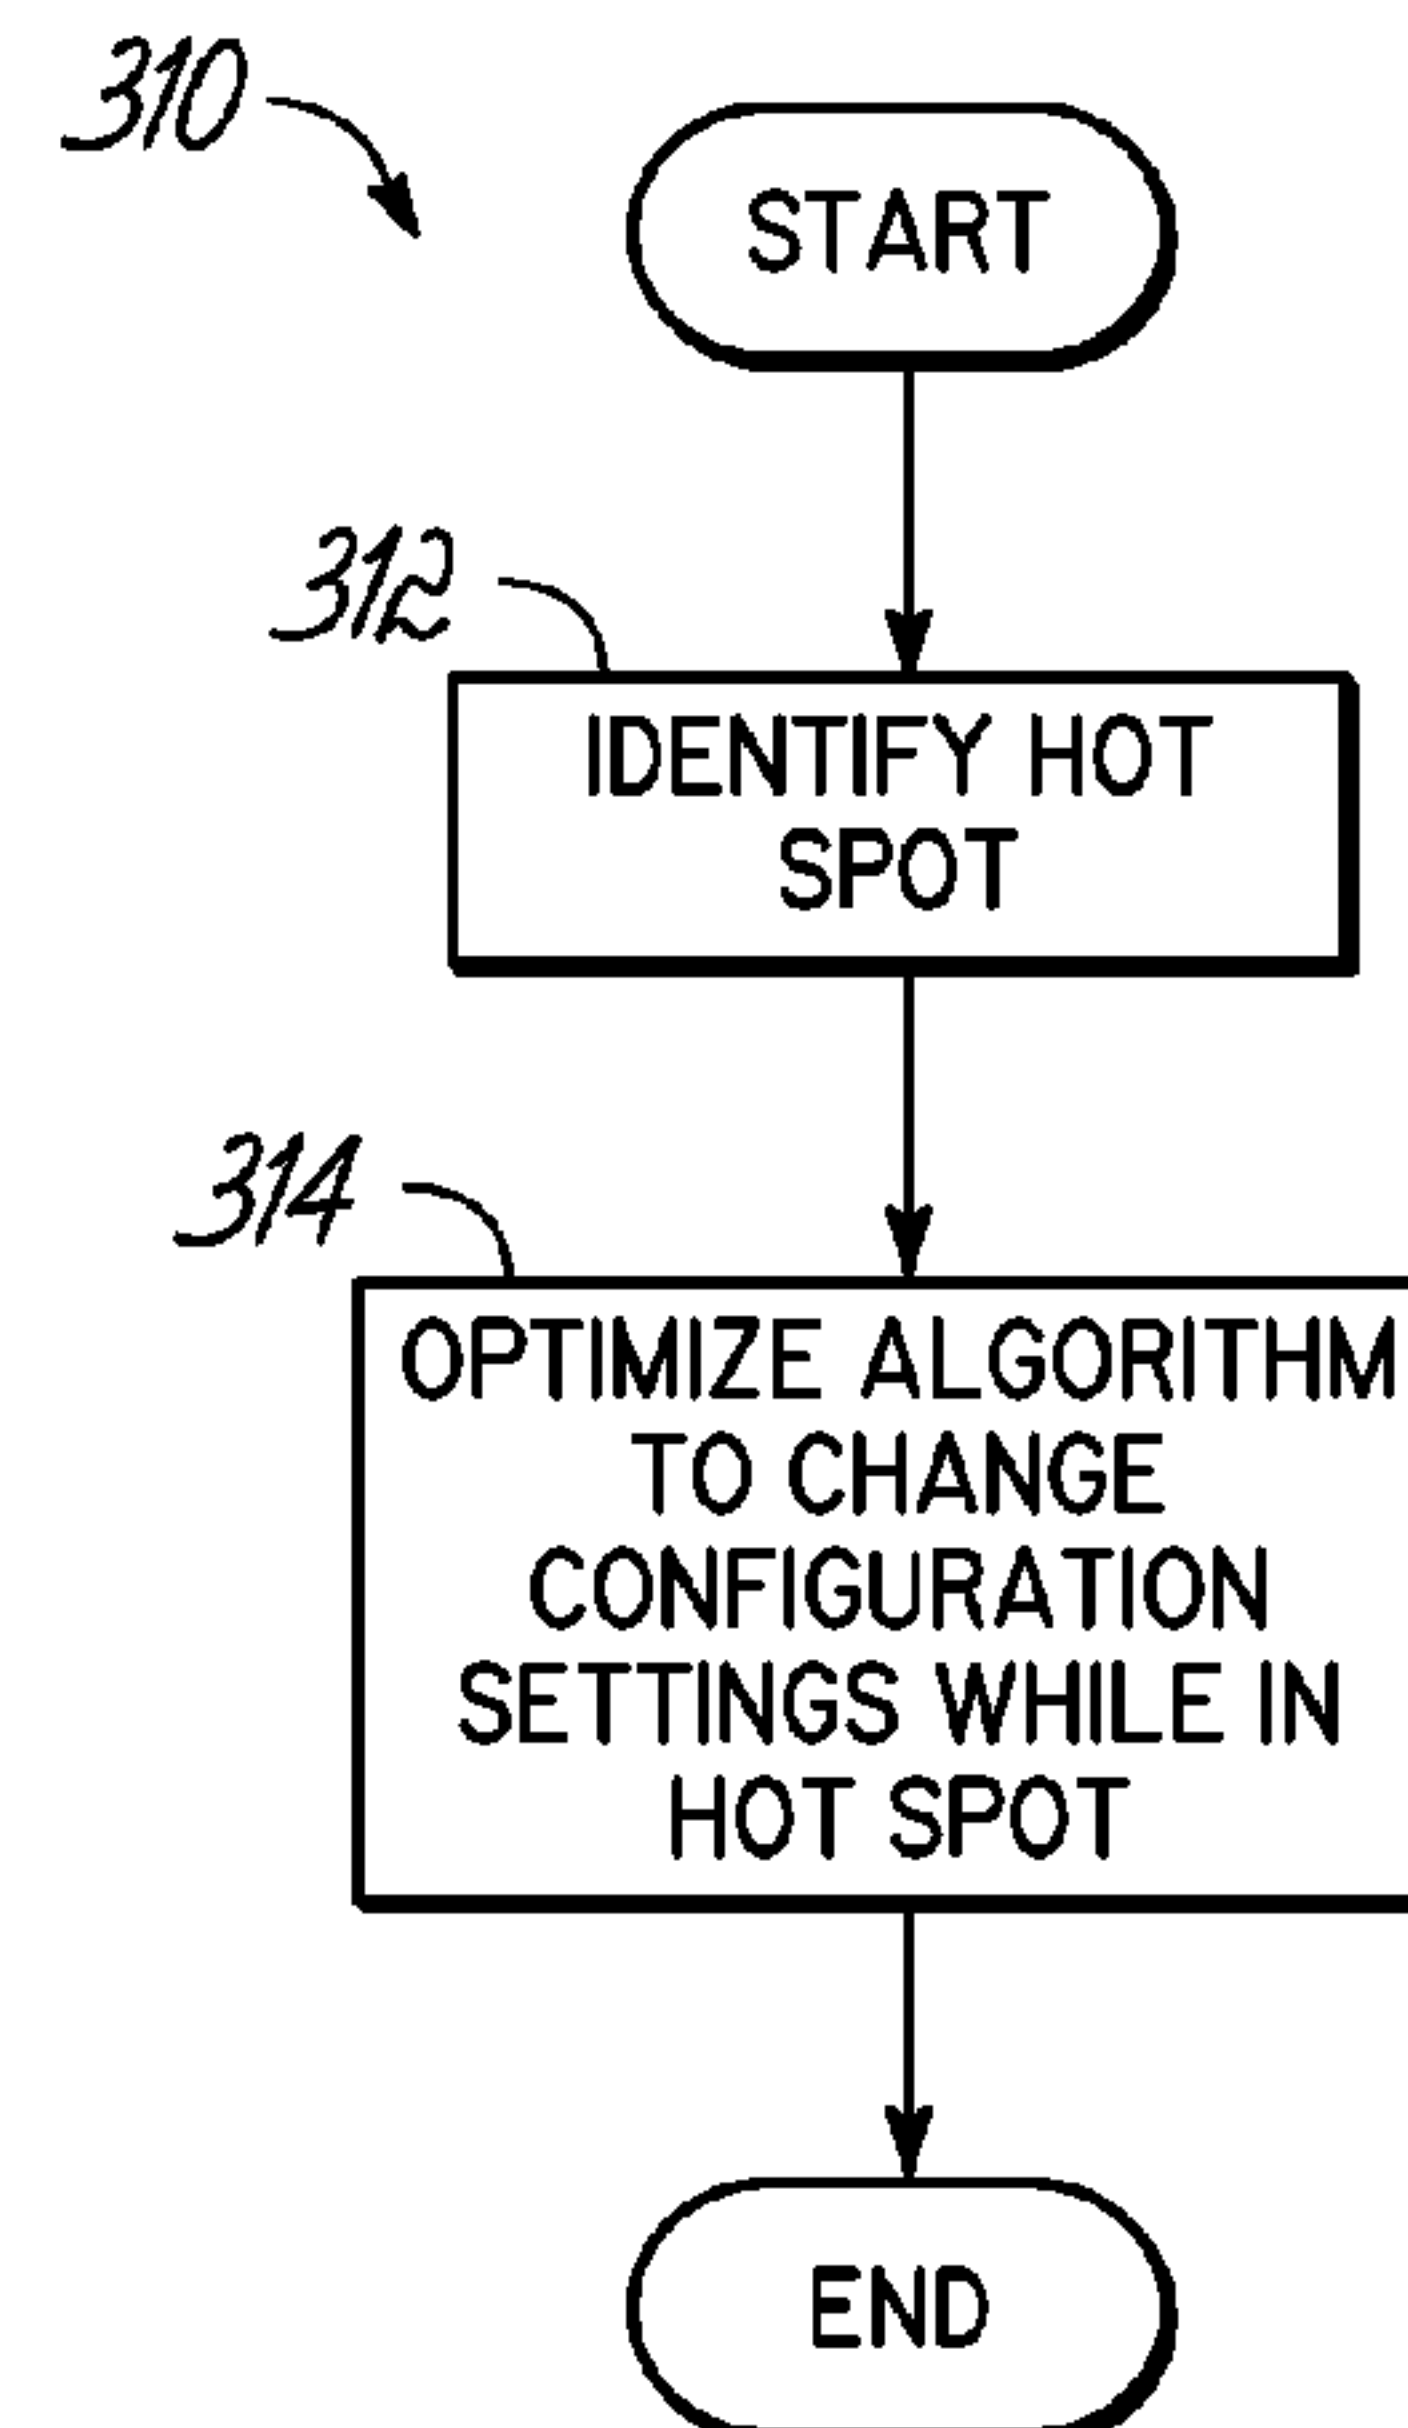 310
START
312
IDENTIFY HOT
SPOT
314
OPTIMIZE ALGORITHM
TO CHANGE
CONFIGURATION
SETTINGS WHILE IN
HOT SPOT
END